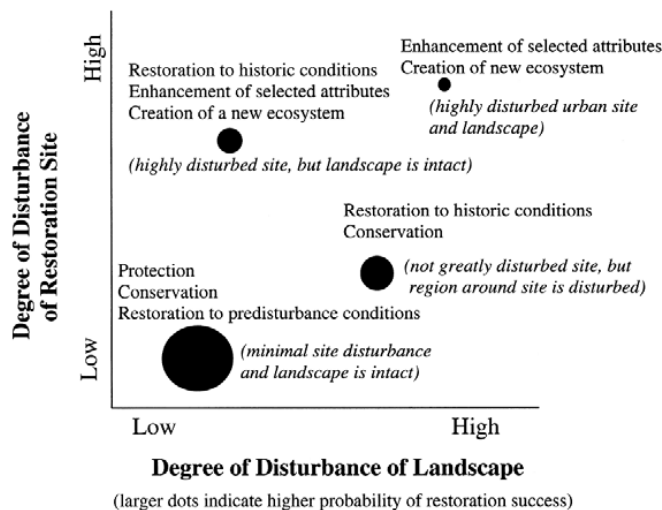 High
Enhancement of selected attributes
Creation of new ecosystem
(highly disturbed urban site
and landscape)
Restoration to historic conditions
Enhancement of selected attributes
Creation of a new ecosystem
(highly disturbed site, but landscape is intact)
Degree of Disturbance
of Restoration Site
Restoration to historic conditions
Conservation
(not greatly disturbed site, but
region around site is disturbed)
Protection
Conservation
Restoration to predisturbance conditions
(minimal site disturbance
and landscape is intact)
Low
Low
High
Degree of Disturbance of Landscape
(larger dots indicate higher probability of restoration success)